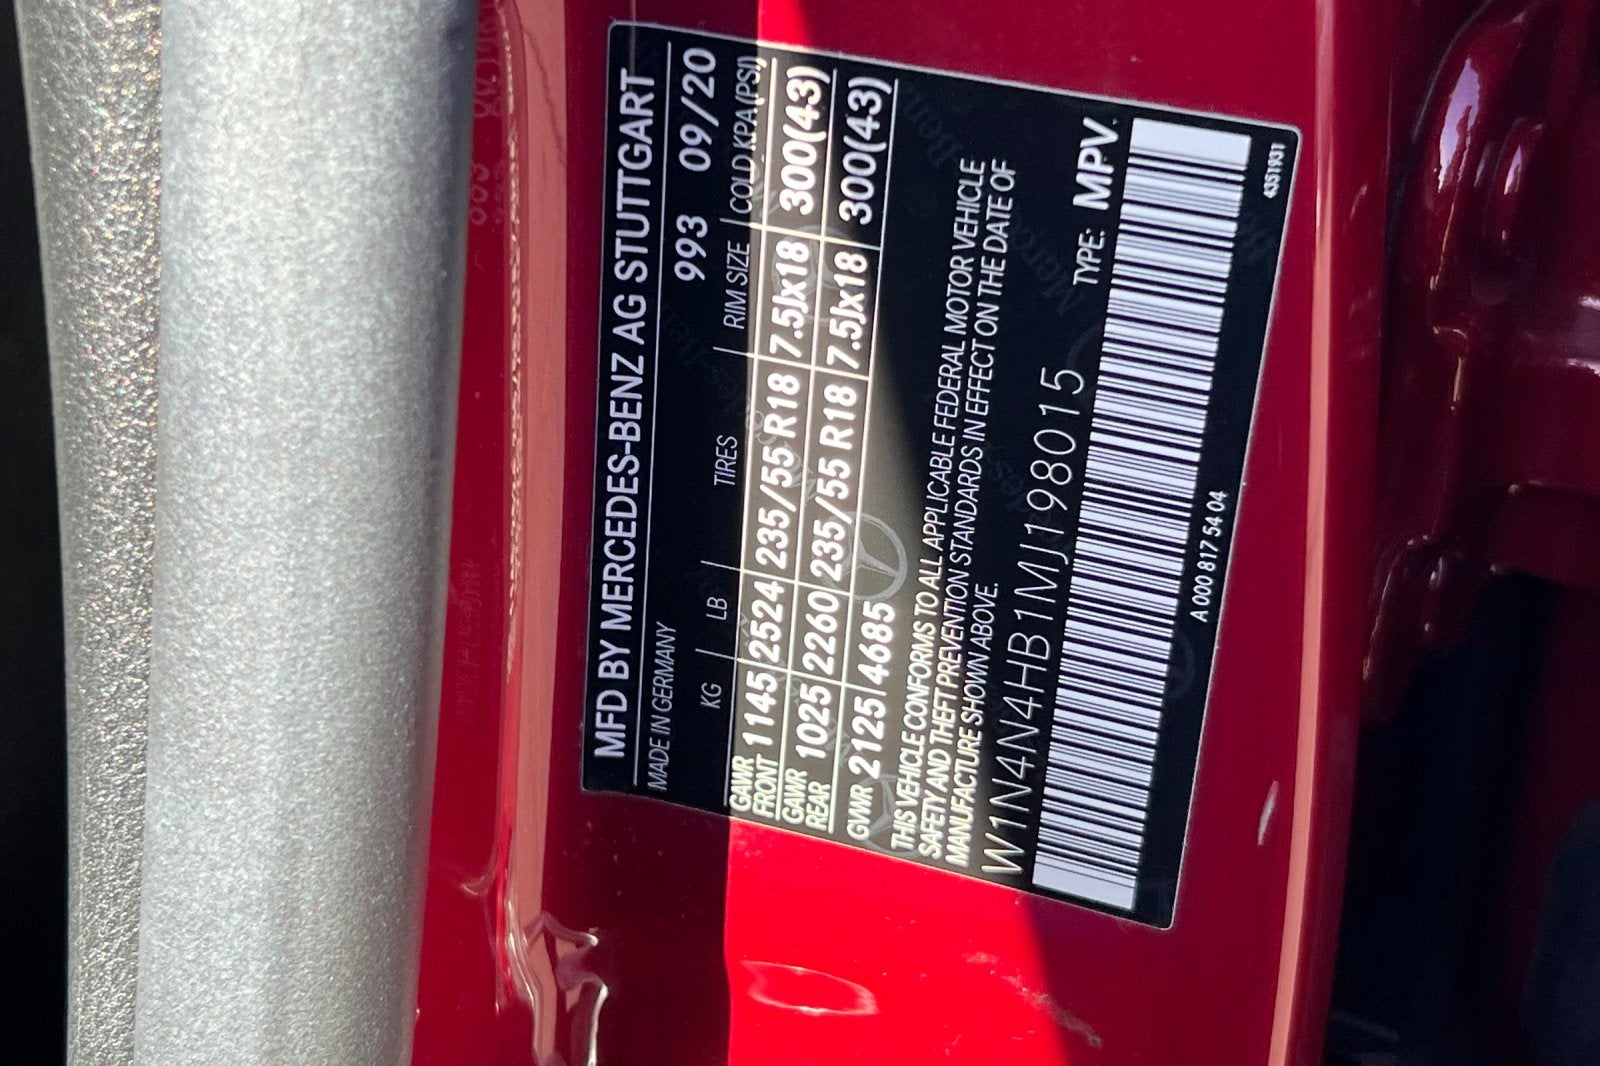 MFD BY MERCEDES-BENZ AG STUTTGART
MADE IN GERMANY 993 09/20
KG LB TIRES RIM SIZE COLD KPA(PSI)
GAWR FRONT 1145 2524 235/55 R18 7.5Jx18 300(43)
GAWR REAR 1025 2260 235/55 R18 7.5Jx18 300(43)
GVWR 2125 4685
THIS VEHICLE CONFORMS TO ALL APPLICABLE FEDERAL MOTOR VEHICLE
SAFETY AND THEFT PREVENTION STANDARDS IN EFFECT ON THE DATE OF
MANUFACTURE SHOWN ABOVE.
W1N4N4HB1MJ198015 TYPE: MPV
A 000 817 54 04 4351931